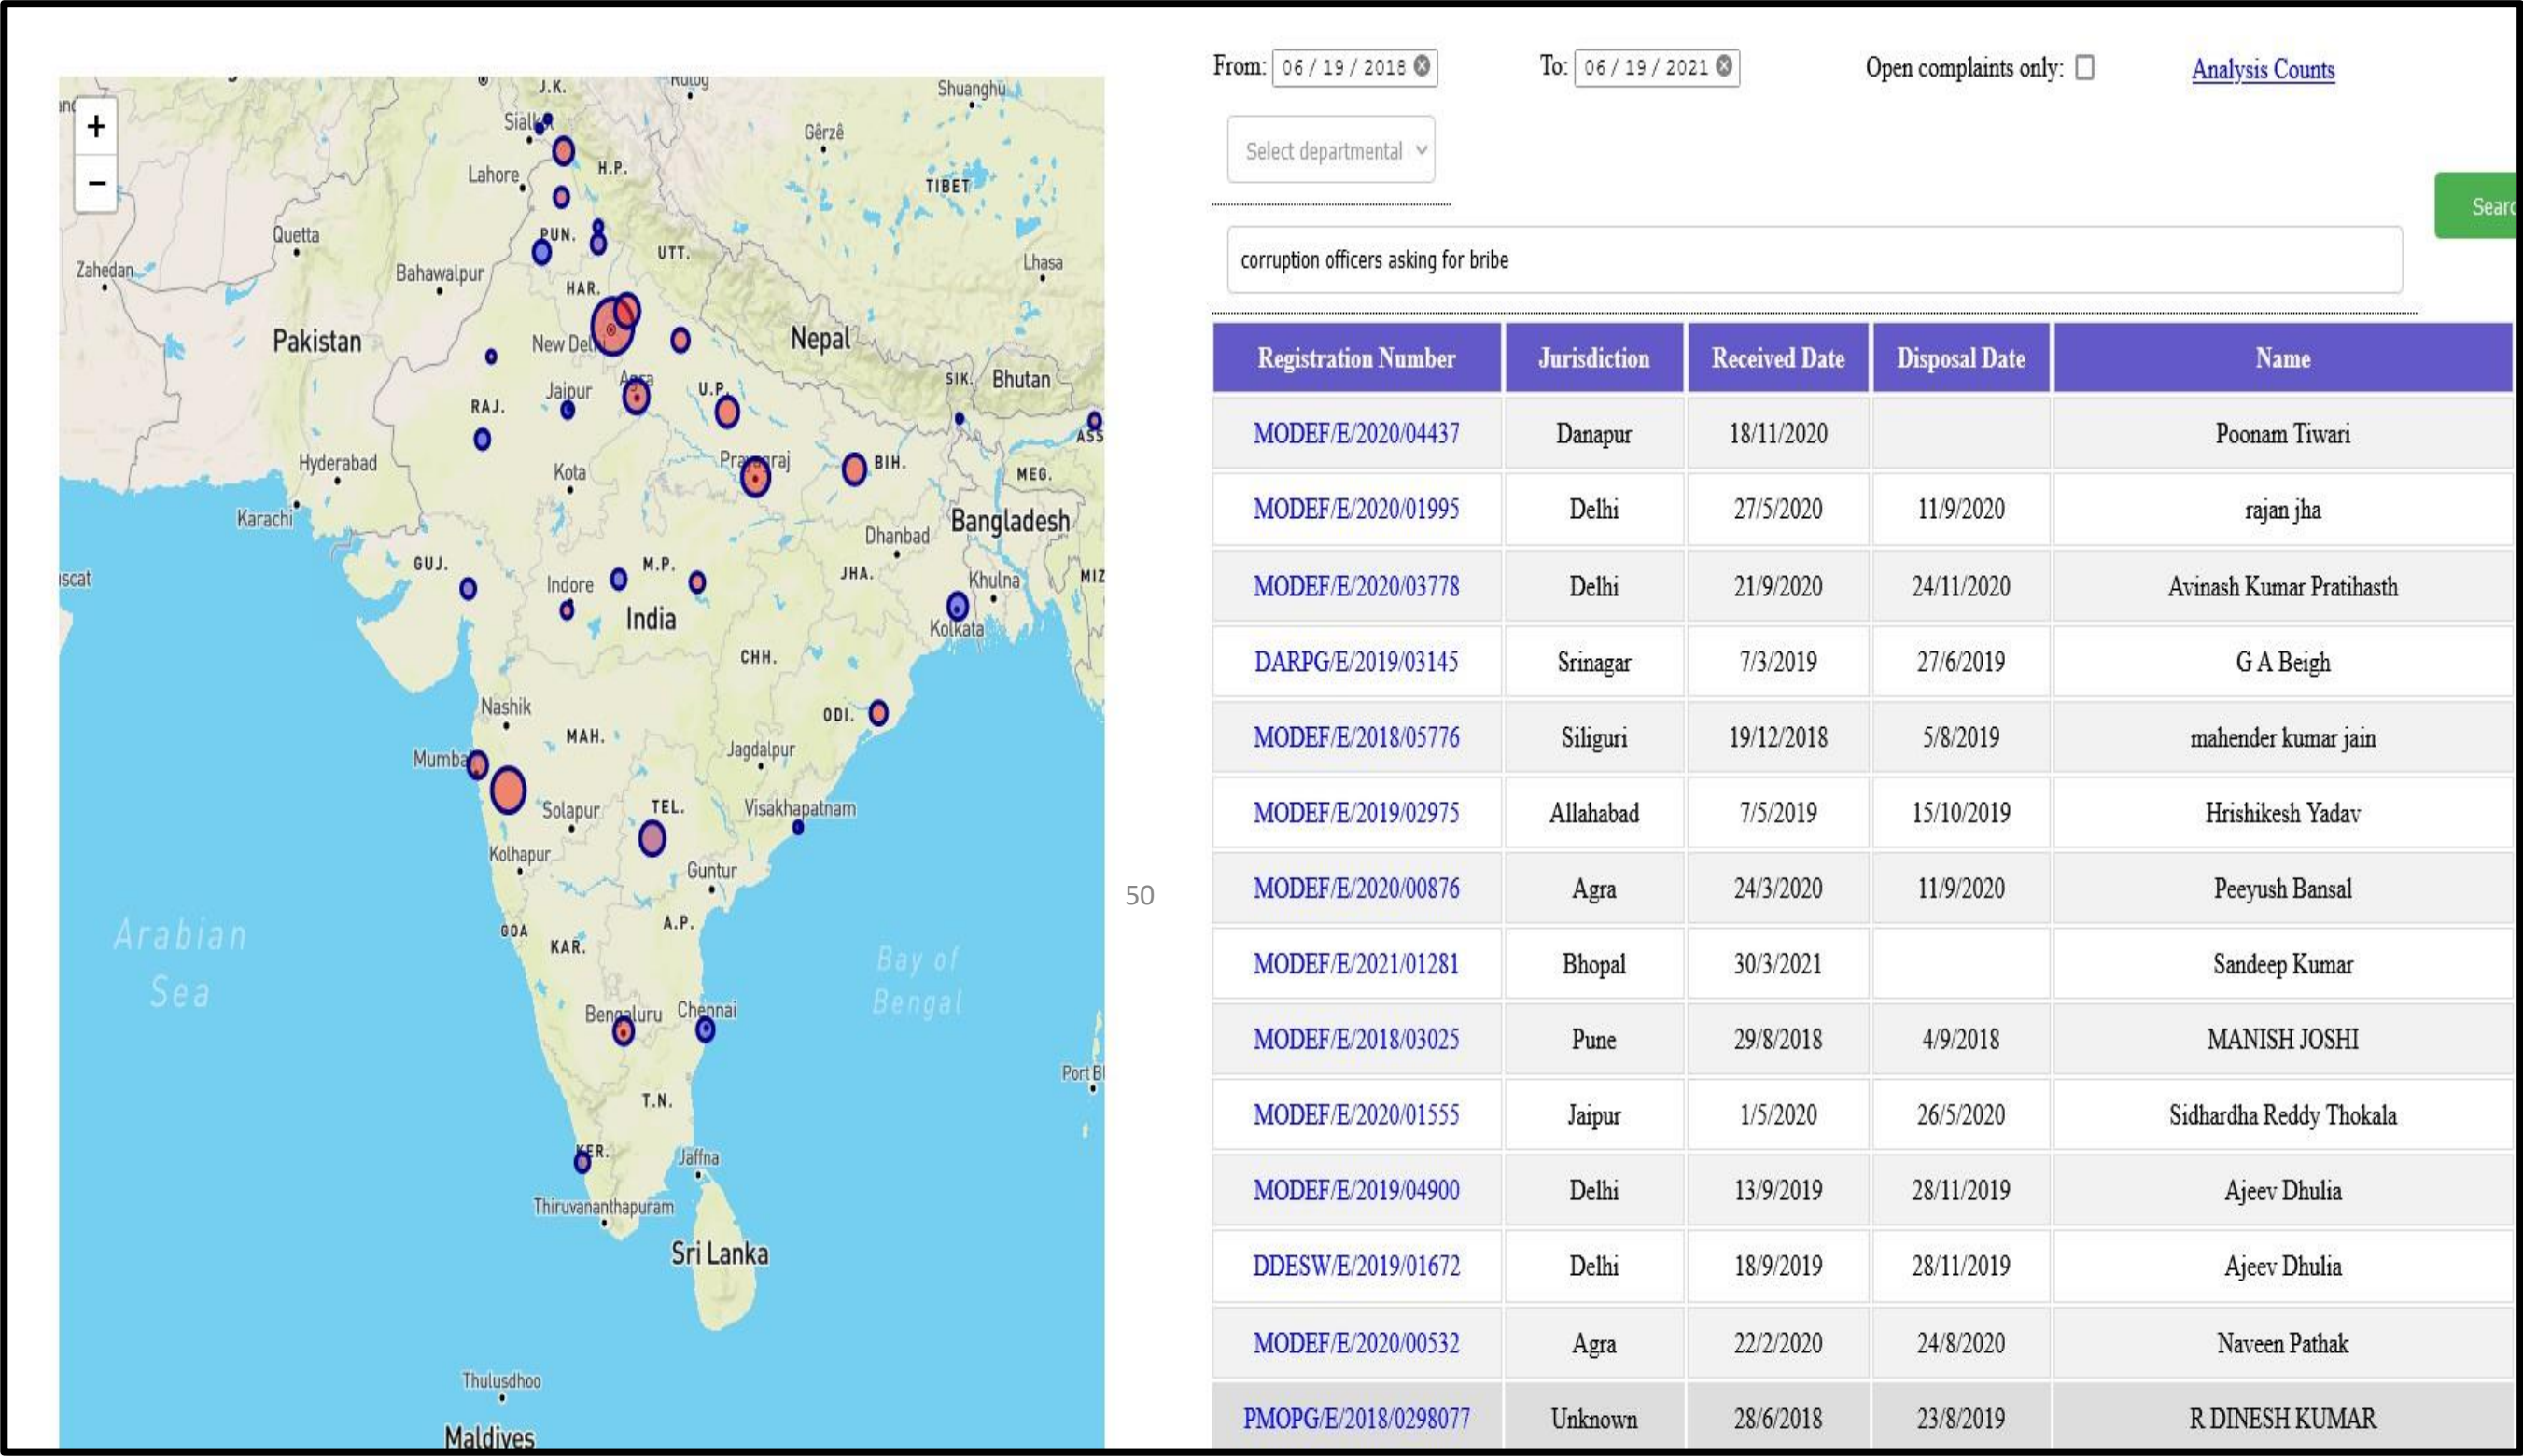 Rutog
J.K.
Shuanghu
Sialkot
Gêrzê
Lahore
H.P.
TIBET
Quetta
PUN.
UTT.
Zahedan
Bahawalpur
Lhasa
HAR.
Pakistan
New Delhi
Nepal
Agra
SIK.
Bhutan
Jaipur
U.P.
RAJ.
ASS
Hyderabad
Kota
Prayagraj
BIH.
MEG.
Karachi
Bangladesh
Dhanbad
GUJ.
M.P.
JHA.
Khulna
MIZ
scat
Indore
India
Kolkata
CHH.
Nashik
ODI.
MAH.
Jagdalpur
Mumba
Solapur
TEL.
Visakhapatnam
Kolhapur
Guntur
GOA
KAR.
A.P.
Arabian
Sea
Bay of
Bengal
Bengaluru
Chennai
Port Bl
T.N.
KER.
Jaffna
Thiruvananthapuram
Sri Lanka
Thulusdhoo
Maldives
+
−
50
From: 06 / 19 / 2018 To: 06 / 19 / 2021 Open complaints only: Analysis Counts
Select departmental
Searc
corruption officers asking for bribe
Registration Number Jurisdiction Received Date Disposal Date Name
MODEF/E/2020/04437 Danapur 18/11/2020 Poonam Tiwari
MODEF/E/2020/01995 Delhi 27/5/2020 11/9/2020 rajan jha
MODEF/E/2020/03778 Delhi 21/9/2020 24/11/2020 Avinash Kumar Pratihasth
DARPG/E/2019/03145 Srinagar 7/3/2019 27/6/2019 G A Beigh
MODEF/E/2018/05776 Siliguri 19/12/2018 5/8/2019 mahender kumar jain
MODEF/E/2019/02975 Allahabad 7/5/2019 15/10/2019 Hrishikesh Yadav
MODEF/E/2020/00876 Agra 24/3/2020 11/9/2020 Peeyush Bansal
MODEF/E/2021/01281 Bhopal 30/3/2021 Sandeep Kumar
MODEF/E/2018/03025 Pune 29/8/2018 4/9/2018 MANISH JOSHI
MODEF/E/2020/01555 Jaipur 1/5/2020 26/5/2020 Sidhardha Reddy Thokala
MODEF/E/2019/04900 Delhi 13/9/2019 28/11/2019 Ajeev Dhulia
DDESW/E/2019/01672 Delhi 18/9/2019 28/11/2019 Ajeev Dhulia
MODEF/E/2020/00532 Agra 22/2/2020 24/8/2020 Naveen Pathak
PMOPG/E/2018/0298077 Unknown 28/6/2018 23/8/2019 R DINESH KUMAR